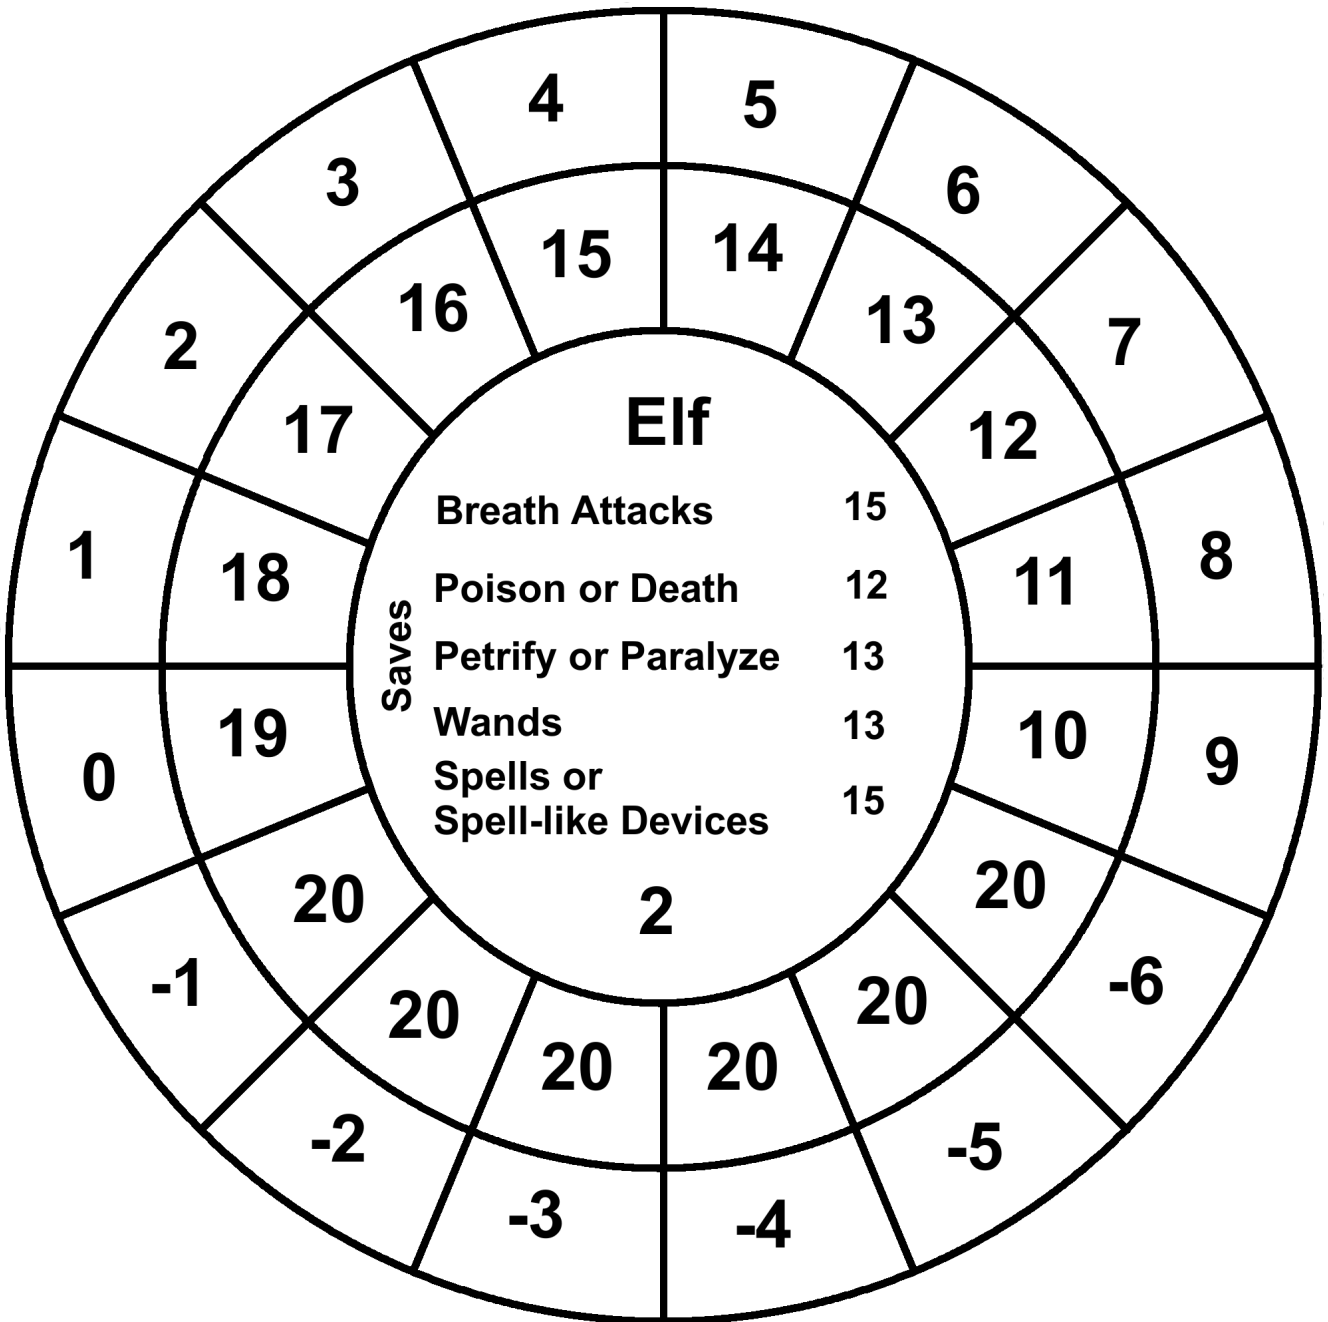 4 5
3 6
15 14
16 13
2 7
17 12
Elf
Breath Attacks 15
1 18 11 8
Saves
Poison or Death 12
Petrify or Paralyze 13
Wands 13
Spells or
Spell-like Devices 15
0 19 10 9
2
20 20
-1 -6
20 20
20 20
-2 -5
-3 -4